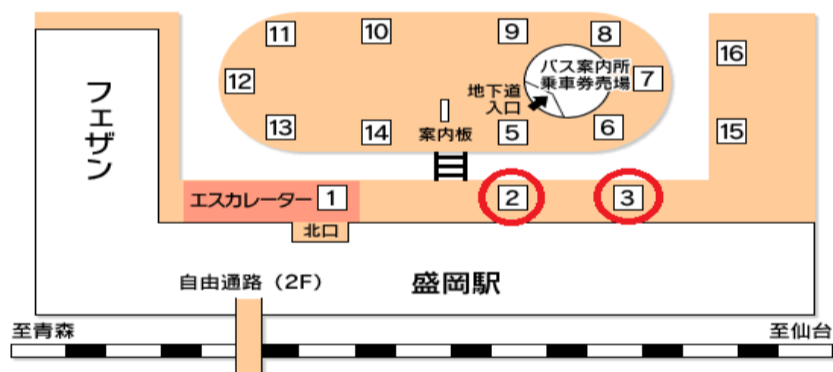 11
10
9
8
16
フェザン
12
バス案内所
乗車券売場
7
地下道
入口
13
14
案内板
5
6
15
エスカレーター
1
2
3
北口
自由通路（2F）
盛岡駅
至青森
至仙台